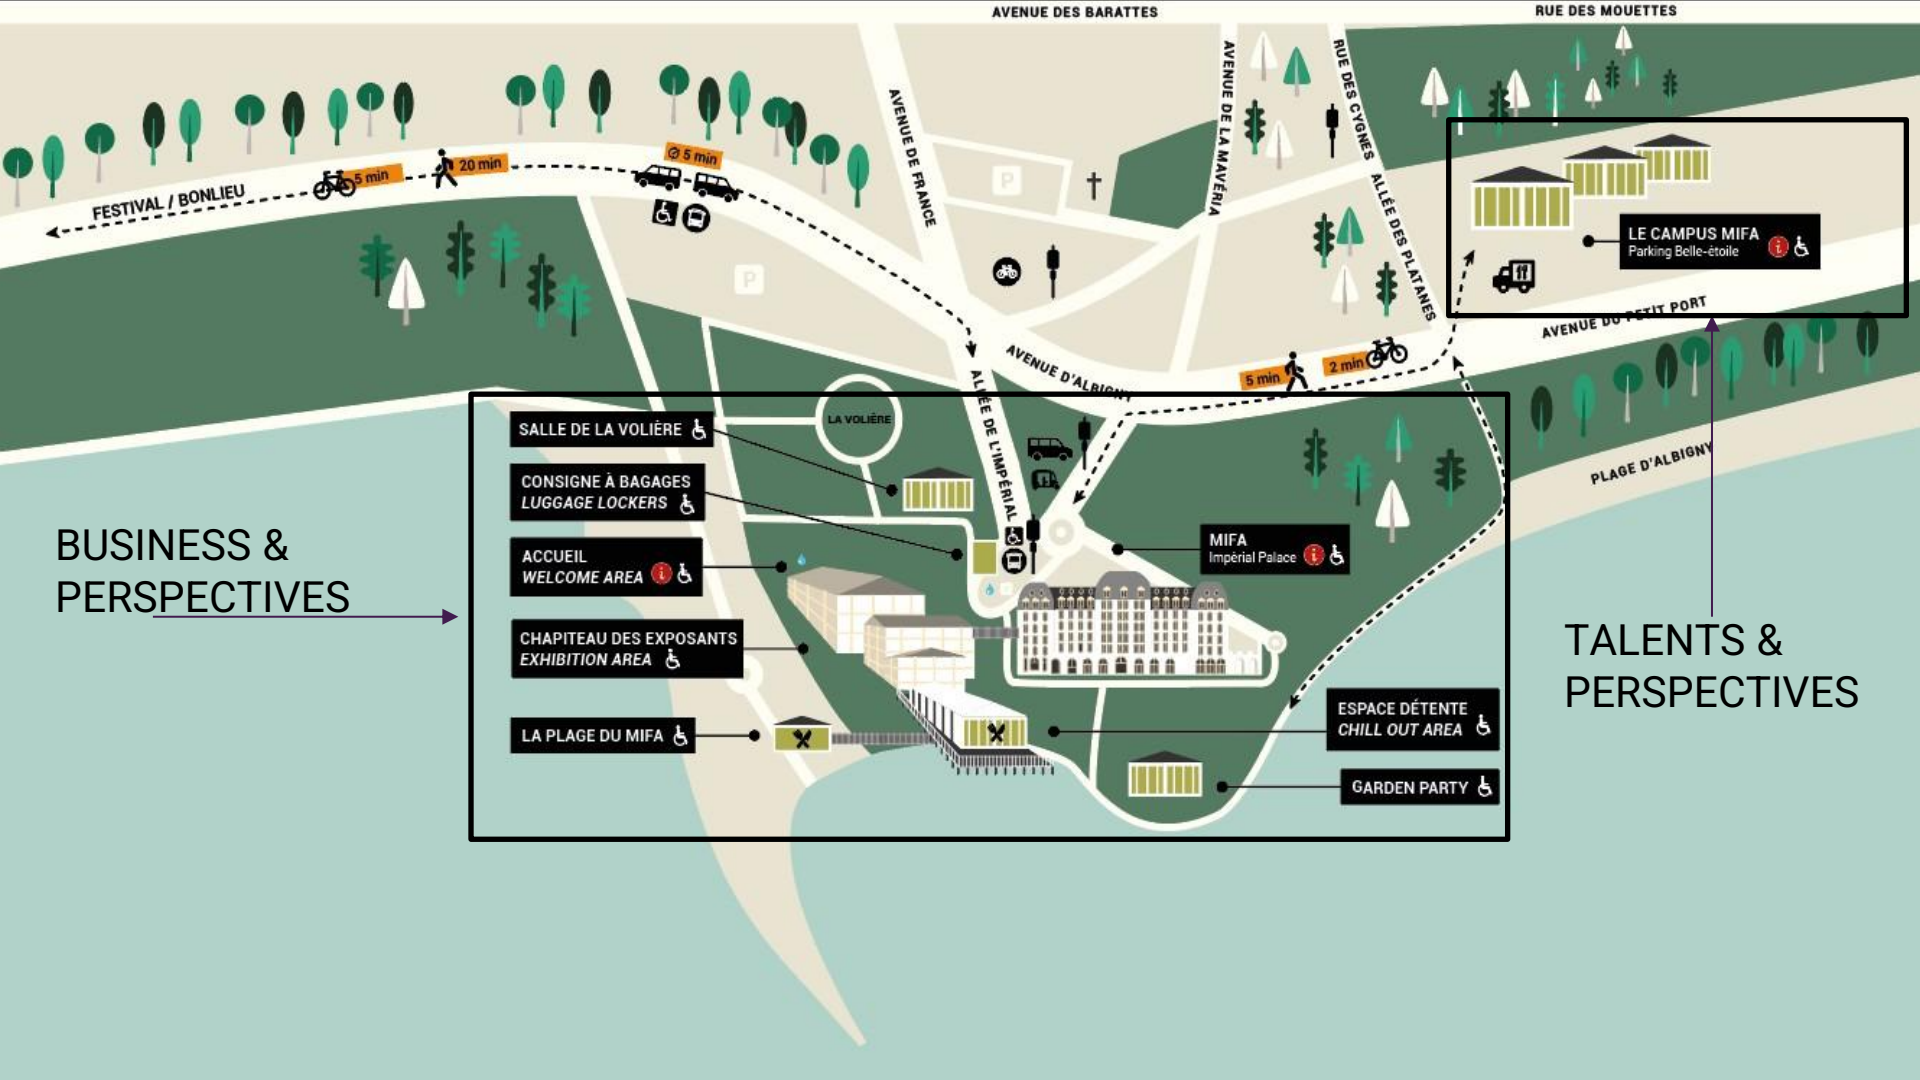 AVENUE DES BARATTES
RUE DES MOUETTES
AVENUE DE FRANCE
AVENUE DE LA MAVÉRIA
RUE DES CYGNES
ALLÉE DES PLATANES
FESTIVAL / BONLIEU
5 min
20 min
5 min
P
P
LE CAMPUS MIFA
Parking Belle-étoile
i
AVENUE DU PETIT PORT
AVENUE D'ALBIGNY
5 min
2 min
PLAGE D'ALBIGNY
ALLÉE DE L'IMPÉRIAL
LA VOLIÈRE
SALLE DE LA VOLIÈRE
CONSIGNE À BAGAGES
LUGGAGE LOCKERS
ACCUEIL
WELCOME AREA
i
CHAPITEAU DES EXPOSANTS
EXHIBITION AREA
LA PLAGE DU MIFA
MIFA
Impérial Palace
i
ESPACE DÉTENTE
CHILL OUT AREA
GARDEN PARTY
BUSINESS &
PERSPECTIVES
TALENTS &
PERSPECTIVES